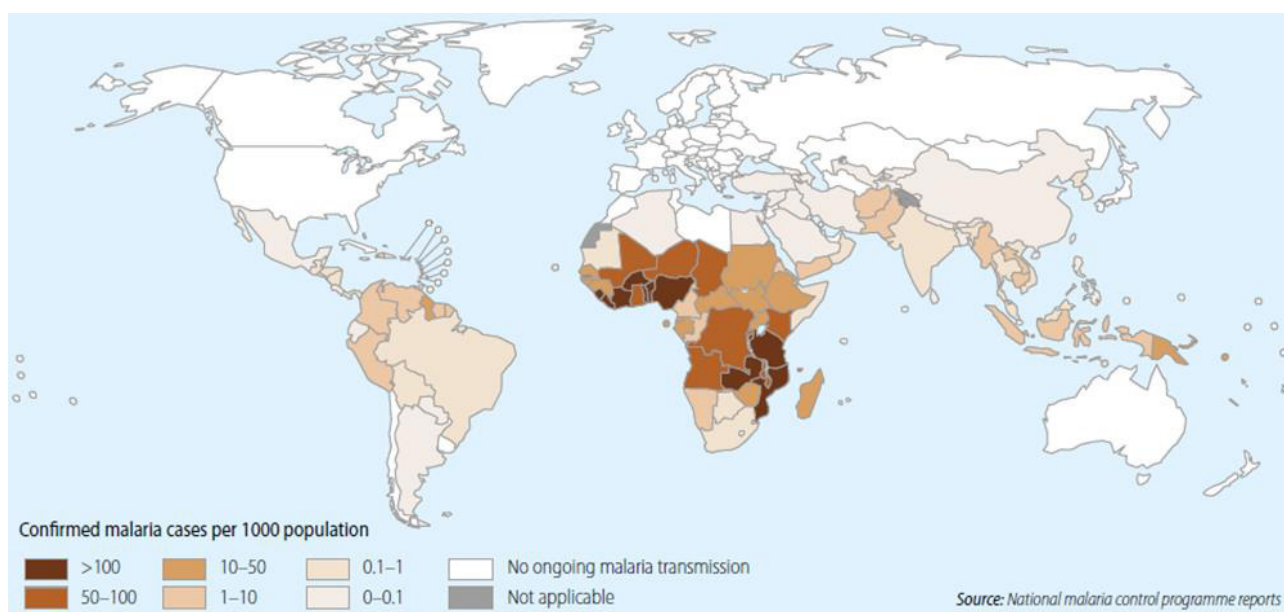 Confirmed malaria cases per 1000 population
>100
10–50
0.1–1
No ongoing malaria transmission
50–100
1–10
0–0.1
Not applicable
Source: National malaria control programme reports